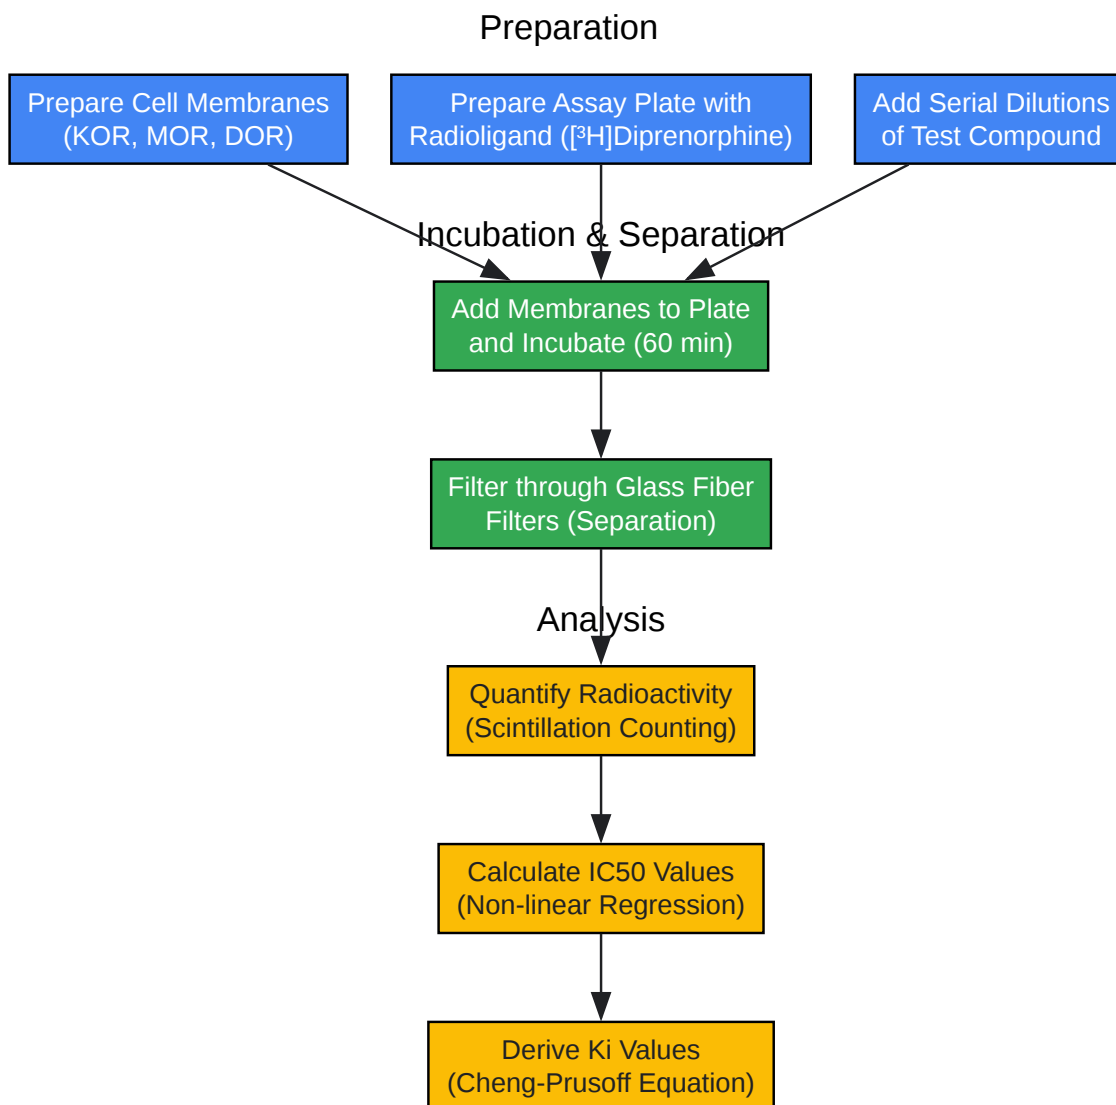 Preparation
Prepare Cell Membranes
(KOR, MOR, DOR)
Prepare Assay Plate with
Radioligand ([³H]Diprenorphine)
Add Serial Dilutions
of Test Compound
Incubation & Separation
Add Membranes to Plate
and Incubate (60 min)
Filter through Glass Fiber
Filters (Separation)
Analysis
Quantify Radioactivity
(Scintillation Counting)
Calculate IC50 Values
(Non-linear Regression)
Derive Ki Values
(Cheng-Prusoff Equation)